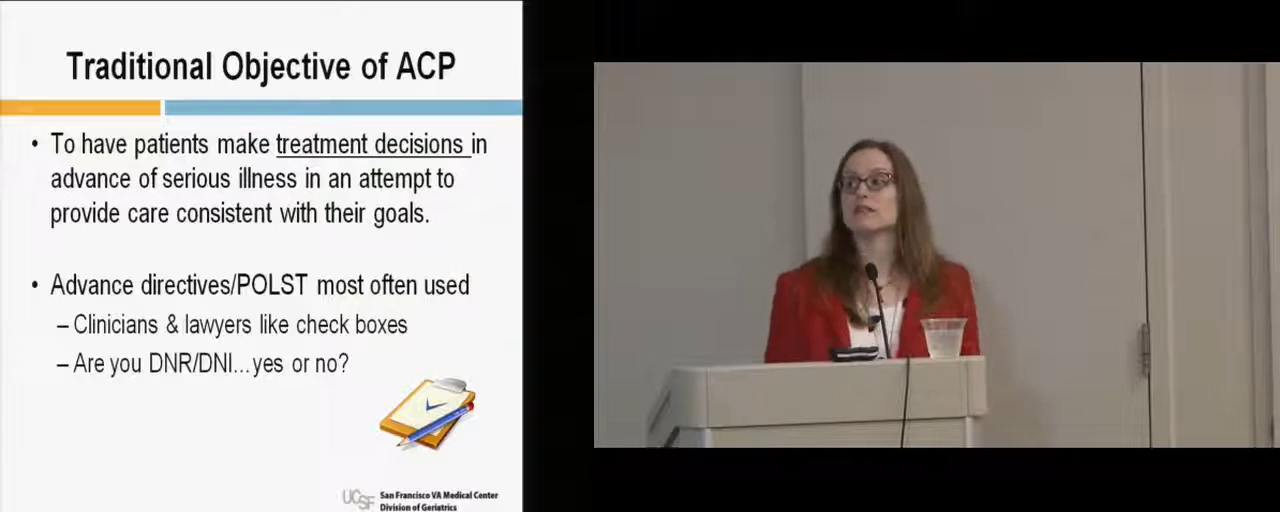 Traditional Objective of ACP
• To have patients make treatment decisions in
advance of serious illness in an attempt to
provide care consistent with their goals.
• Advance directives/POLST most often used
– Clinicians & lawyers like check boxes
– Are you DNR/DNI...yes or no?
UCSF San Francisco VA Medical Center
Division of Geriatrics